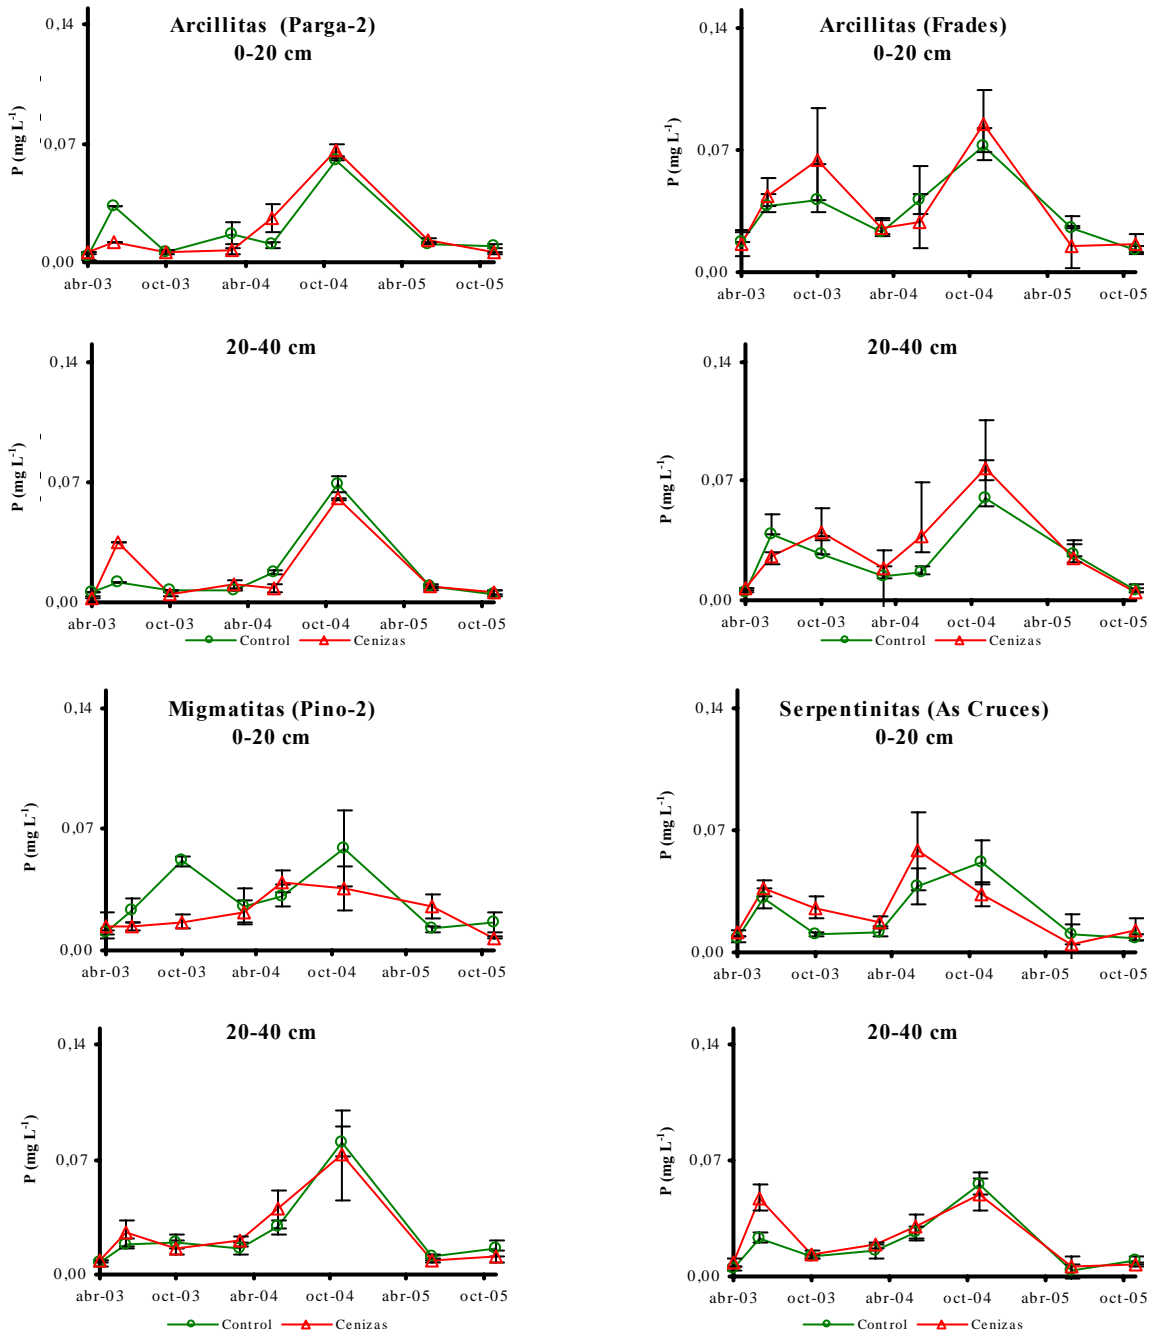 Arcillitas (Parga-2)
0-20 cm
P (mg L-1)
0,14
0,07
0,00
abr-03 oct-03 abr-04 oct-04 abr-05 oct-05
Arcillitas (Frades)
0-20 cm
P (mg L-1)
0,14
0,07
0,00
abr-03 oct-03 abr-04 oct-04 abr-05 oct-05
20-40 cm
P (mg L-1)
0,14
0,07
0,00
abr-03 oct-03 abr-04 oct-04 abr-05 oct-05
Control Cenizas
20-40 cm
P (mg L-1)
0,14
0,07
0,00
abr-03 oct-03 abr-04 oct-04 abr-05 oct-05
Control Cenizas
Migmatitas (Pino-2)
0-20 cm
P (mg L-1)
0,14
0,07
0,00
abr-03 oct-03 abr-04 oct-04 abr-05 oct-05
Serpentinitas (As Cruces)
0-20 cm
P (mg L-1)
0,14
0,07
0,00
abr-03 oct-03 abr-04 oct-04 abr-05 oct-05
20-40 cm
P (mg L-1)
0,14
0,07
0,00
abr-03 oct-03 abr-04 oct-04 abr-05 oct-05
Control Cenizas
20-40 cm
P (mg L-1)
0,14
0,07
0,00
abr-03 oct-03 abr-04 oct-04 abr-05 oct-05
Control Cenizas